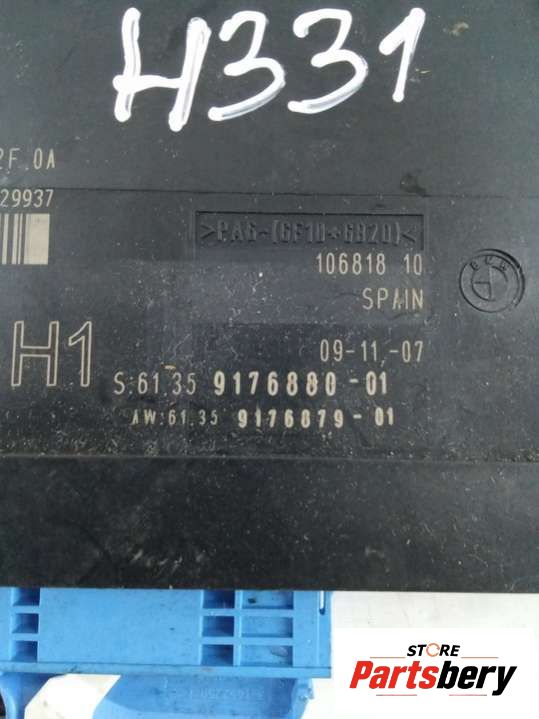 H331
2F.0A
29937
>PA6-(GF10+GB20)<
106818 10
BMW
SPAIN
H1
09-11-07
S:61.35 9176880-01
AW:61.35 9176879-01
STORE
Partsbery